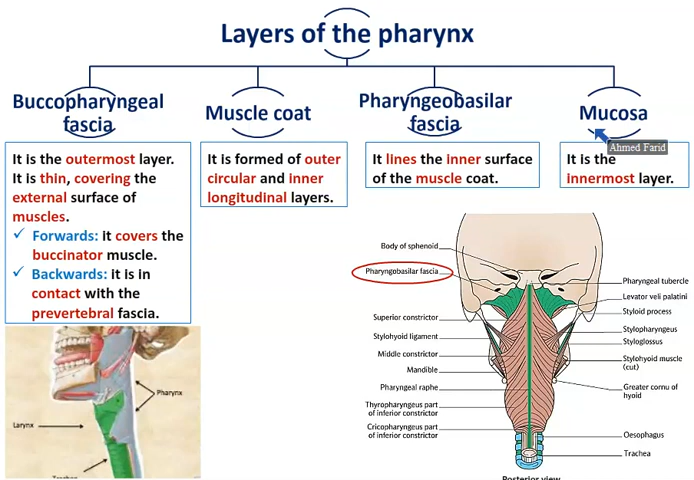 Layers of the pharynx
Buccopharyngeal
fascia
It is the outermost layer.
It is thin, covering the
external surface of
muscles.
✓ Forwards: it covers the
buccinator muscle.
✓ Backwards: it is in
contact with the
prevertebral fascia.
Muscle coat
It is formed of outer
circular and inner
longitudinal layers.
Pharyngeobasilar
fascia
It lines the inner surface
of the muscle coat.
Mucosa
Ahmed Farid
It is the
innermost layer.
Pharynx
Larynx
Body of sphenoid
Pharyngobasilar fascia
Superior constrictor
Stylohyoid ligament
Middle constrictor
Mandible
Pharyngeal raphe
Thyropharyngeus part
of inferior constrictor
Cricopharyngeus part
of inferior constrictor
Pharyngeal tubercle
Levator veli palatini
Styloid process
Stylopharyngeus
Styloglossus
Stylohyoid muscle
(cut)
Greater cornu of
hyoid
Oesophagus
Trachea
Posterior view